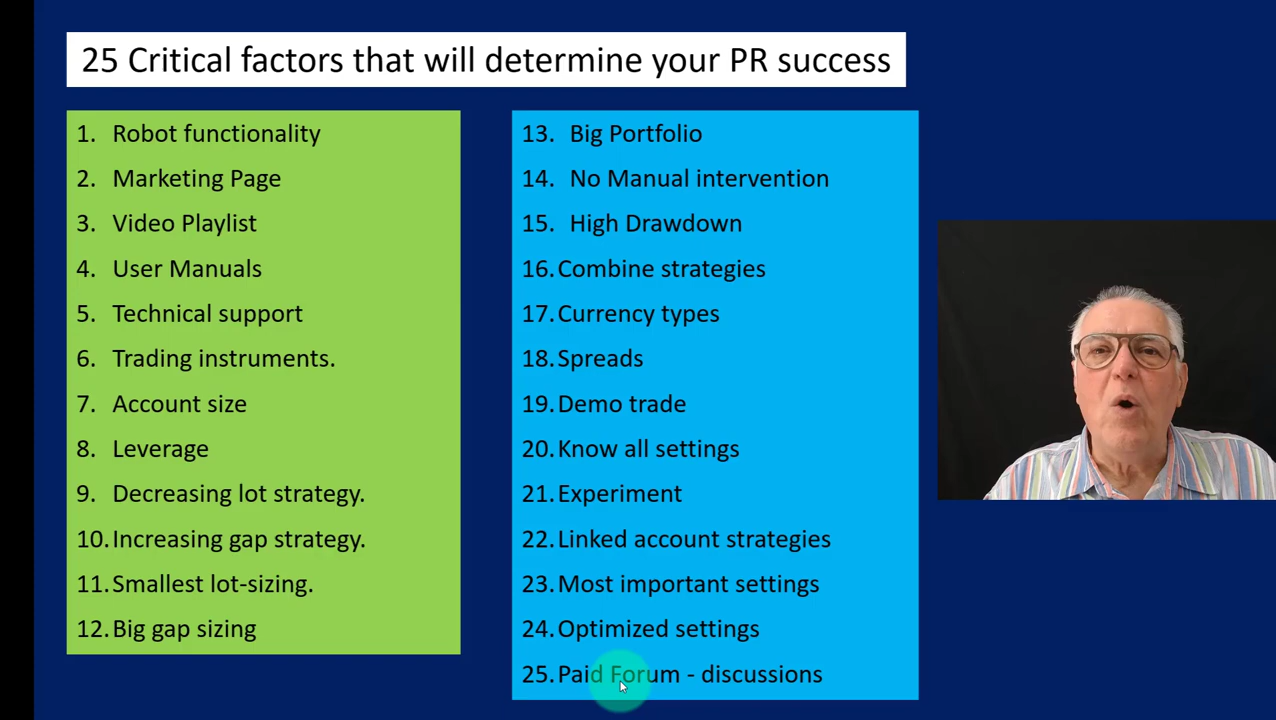 25 Critical factors that will determine your PR success
1. Robot functionality
2. Marketing Page
3. Video Playlist
4. User Manuals
5. Technical support
6. Trading instruments.
7. Account size
8. Leverage
9. Decreasing lot strategy.
10. Increasing gap strategy.
11. Smallest lot-sizing.
12. Big gap sizing
13. Big Portfolio
14. No Manual intervention
15. High Drawdown
16. Combine strategies
17. Currency types
18. Spreads
19. Demo trade
20. Know all settings
21. Experiment
22. Linked account strategies
23. Most important settings
24. Optimized settings
25. Paid Forum - discussions